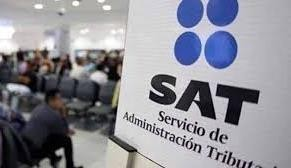 SAT
Servicio de
Administración Tributa